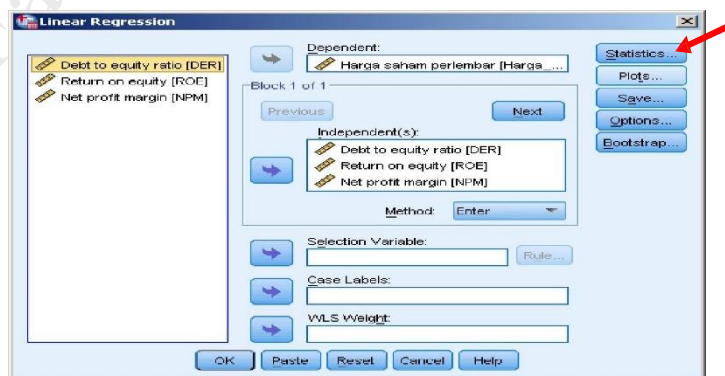 Linear Regression
Debt to equity ratio [DER]
Return on equity [ROE]
Net profit margin [NPM]
Dependent:
Harga saham perlembar [Harga_...
Block 1 of 1
Previous
Next
Independent(s):
Debt to equity ratio [DER]
Return on equity [ROE]
Net profit margin [NPM]
Method: Enter
Selection Variable:
Rule...
Case Labels:
WLS Weight:
Statistics...
Plots...
Save...
Options...
Bootstrap...
OK Paste Reset Cancel Help